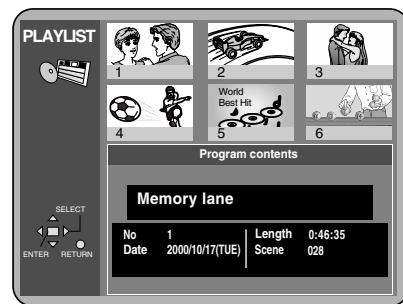 PLAYLIST
1
2
3
World
Best Hit
4
5
6
Program contents
Memory lane
No 1 Length 0:46:35
Date 2000/10/17(TUE) Scene 028
SELECT
ENTER RETURN